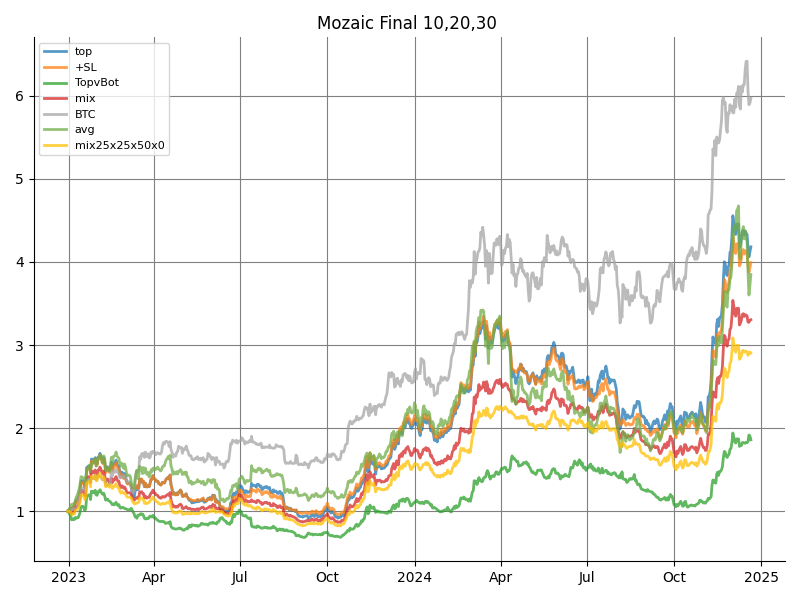 Mozaic Final 10,20,30
top
+SL
TopvBot
mix
BTC
avg
mix25x25x50x0
6
5
4
3
2
1
2023 Apr Jul Oct 2024 Apr Jul Oct 2025